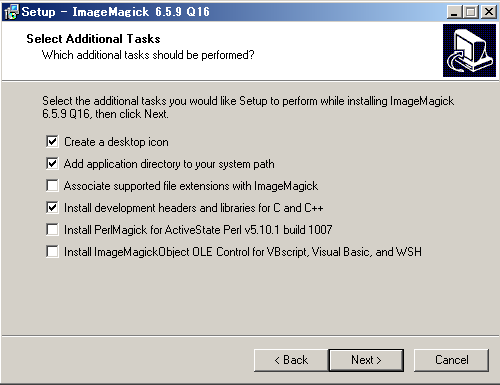 Setup - ImageMagick 6.5.9 Q16
Select Additional Tasks
Which additional tasks should be performed?
Select the additional tasks you would like Setup to perform while installing ImageMagick
6.5.9 Q16, then click Next.
Create a desktop icon
Add application directory to your system path
Associate supported file extensions with ImageMagick
Install development headers and libraries for C and C++
Install PerlMagick for ActiveState Perl v5.10.1 build 1007
Install ImageMagickObject OLE Control for VBscript, Visual Basic, and WSH
< Back
Next >
Cancel